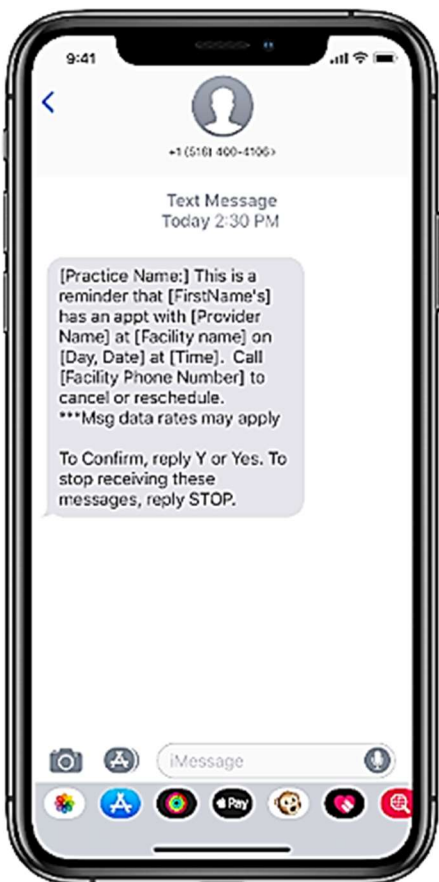 9:41
+1 (516) 400-4106>
Text Message
Today 2:30 PM
[Practice Name:] This is a
reminder that [FirstName's]
has an appt with [Provider
Name] at [Facility name] on
[Day, Date] at [Time]. Call
[Facility Phone Number] to
cancel or reschedule.
***Msg data rates may apply
To Confirm, reply Y or Yes. To
stop receiving these
messages, reply STOP.
iMessage
Pay